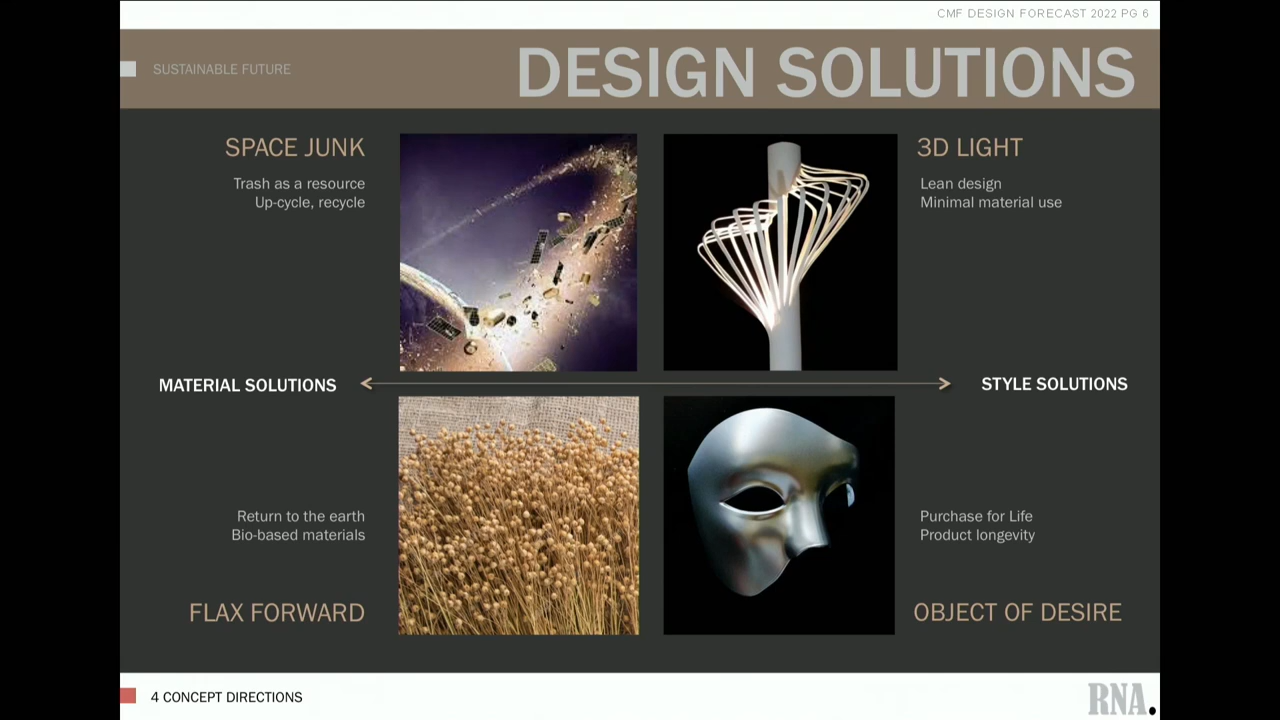 CMF DESIGN FORECAST 2022 PG 6
SUSTAINABLE FUTURE
DESIGN SOLUTIONS
SPACE JUNK
Trash as a resource
Up-cycle, recycle
3D LIGHT
Lean design
Minimal material use
MATERIAL SOLUTIONS
STYLE SOLUTIONS
Return to the earth
Bio-based materials
FLAX FORWARD
Purchase for Life
Product longevity
OBJECT OF DESIRE
4 CONCEPT DIRECTIONS
RNA.